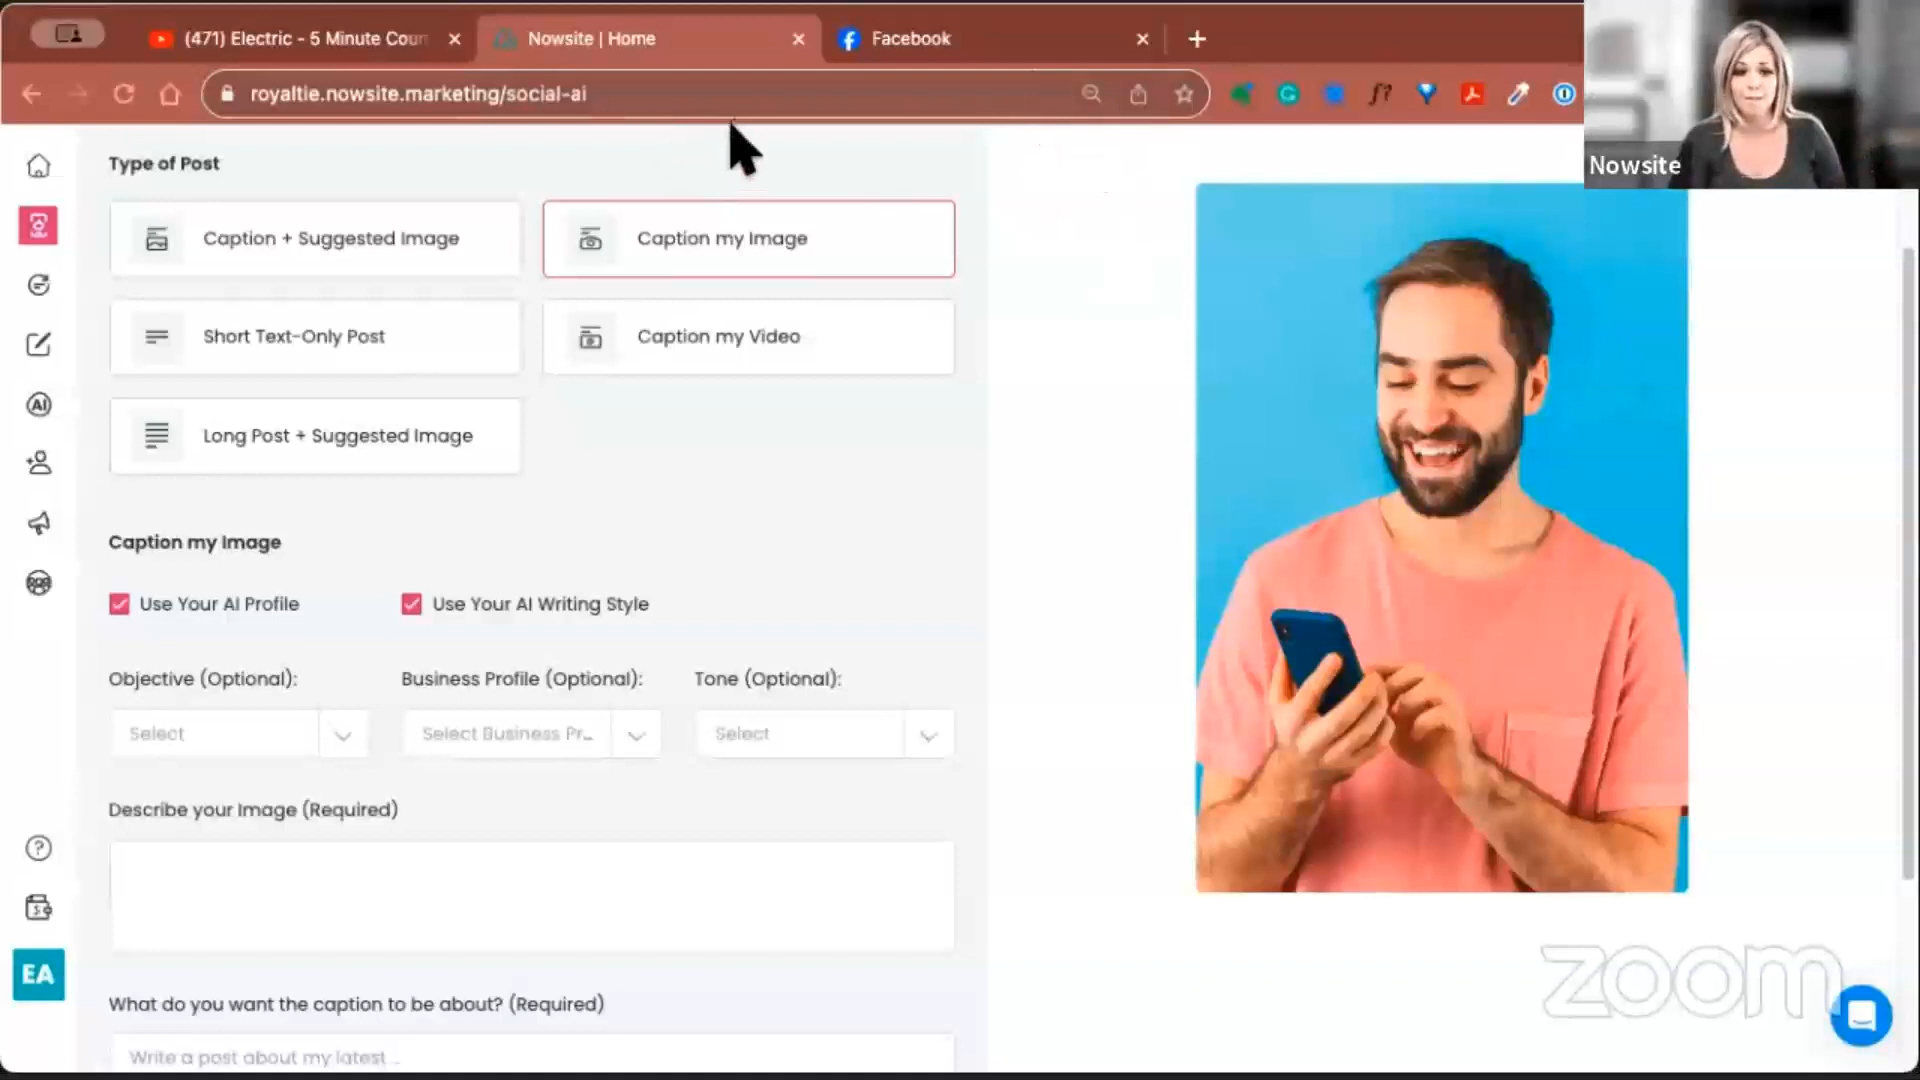 (471) Electric - 5 Minute Coun
Nowsite | Home
Facebook
royaltie.nowsite.marketing/social-ai
f?
Nowsite
Type of Post
Caption + Suggested Image
Caption my Image
Short Text-Only Post
Caption my Video
Long Post + Suggested Image
AI
Caption my Image
Use Your AI Profile
Use Your AI Writing Style
Objective (Optional):
Business Profile (Optional):
Tone (Optional):
Select
Select Business Pr...
Select
Describe your Image (Required)
EA
What do you want the caption to be about? (Required)
Write a post about my latest ...
zoom